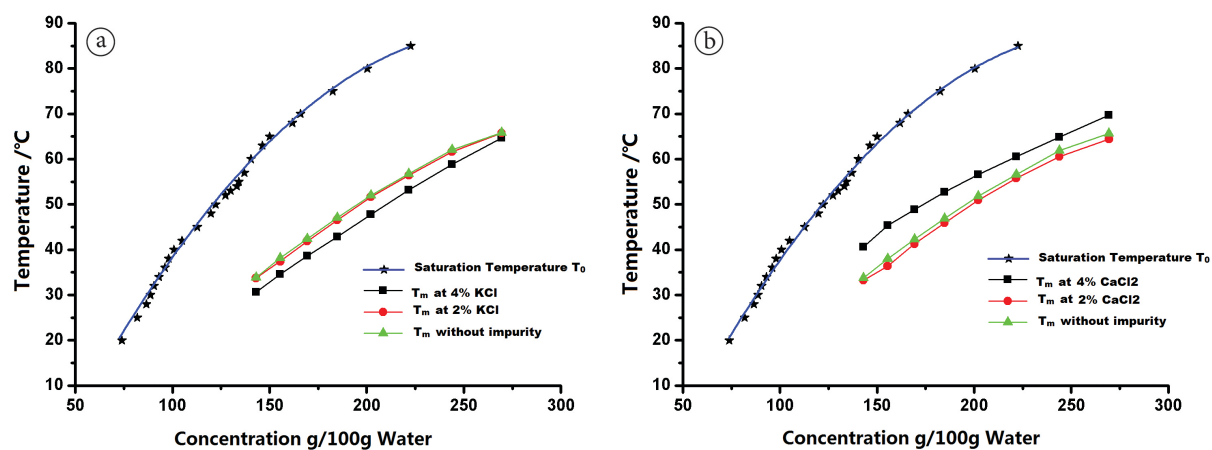 a
90
80
70
60
50
40
30
20
10
Temperature /℃
50
100
150
200
250
300
Concentration g/100g Water
Saturation Temperature T₀
Tₘ at 4% KCl
Tₘ at 2% KCl
Tₘ without impurity
b
90
80
70
60
50
40
30
20
10
Temperature /℃
50
100
150
200
250
300
Concentration g/100g Water
Saturation Temperature T₀
Tₘ at 4% CaCl2
Tₘ at 2% CaCl2
Tₘ without impurity